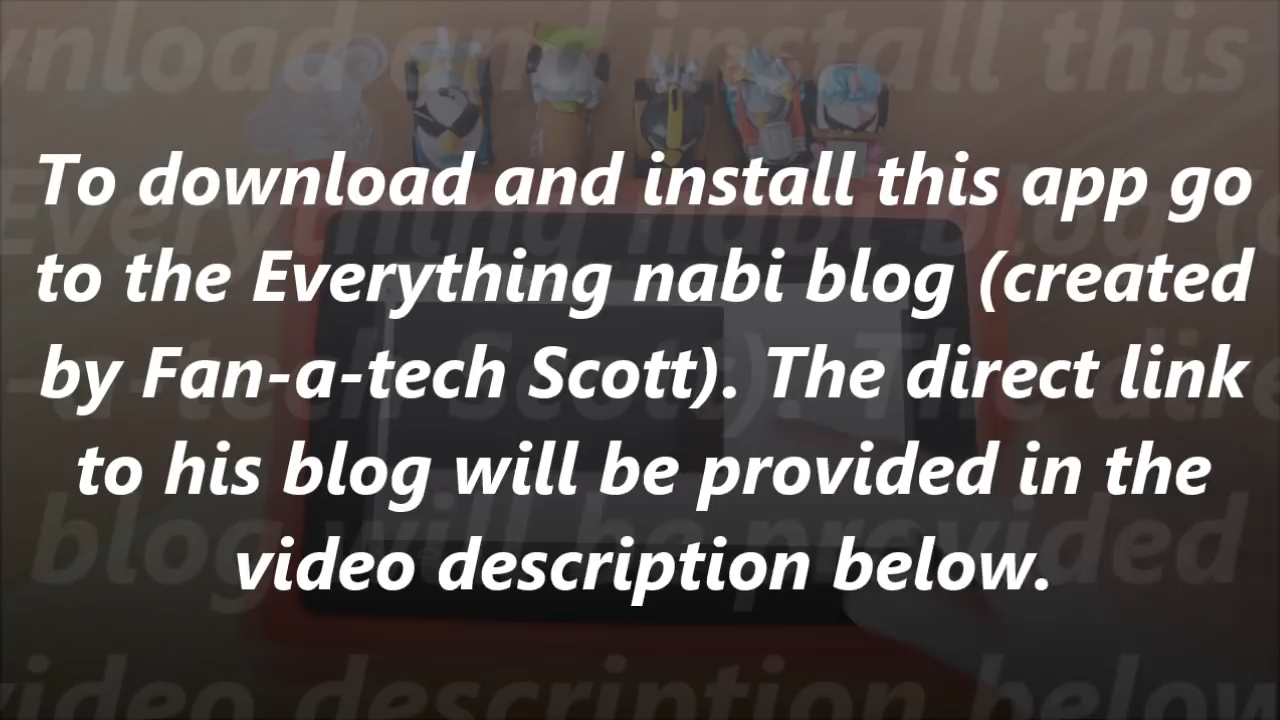 To download and install this app go
to the Everything nabi blog (created
by Fan-a-tech Scott). The direct link
to his blog will be provided in the
video description below.